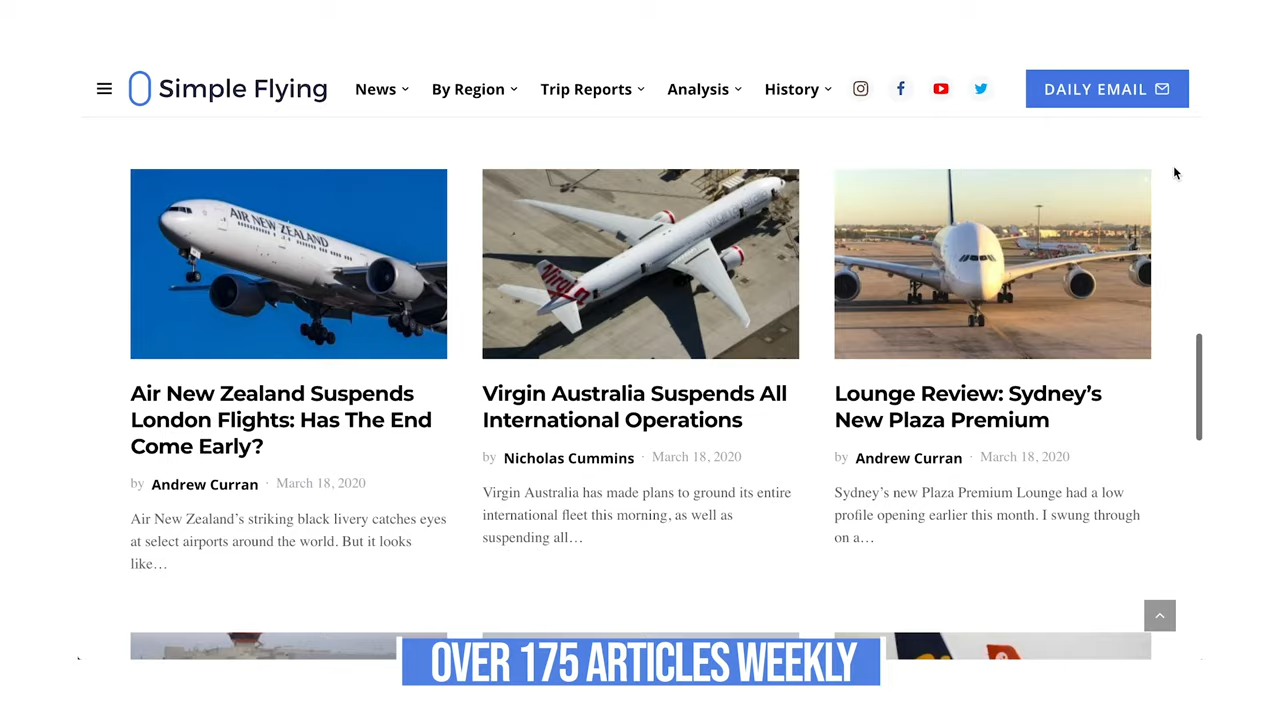 Simple Flying
News
By Region
Trip Reports
Analysis
History
DAILY EMAIL
AIR NEW ZEALAND
Virgin
Air New Zealand Suspends
London Flights: Has The End
Come Early?
by Andrew Curran · March 18, 2020
Air New Zealand’s striking black livery catches eyes
at select airports around the world. But it looks
like…
Virgin Australia Suspends All
International Operations
by Nicholas Cummins · March 18, 2020
Virgin Australia has made plans to ground its entire
international fleet this morning, as well as
suspending all…
Lounge Review: Sydney’s
New Plaza Premium
by Andrew Curran · March 18, 2020
Sydney’s new Plaza Premium Lounge had a low
profile opening earlier this month. I swung through
on a…
OVER 175 ARTICLES WEEKLY